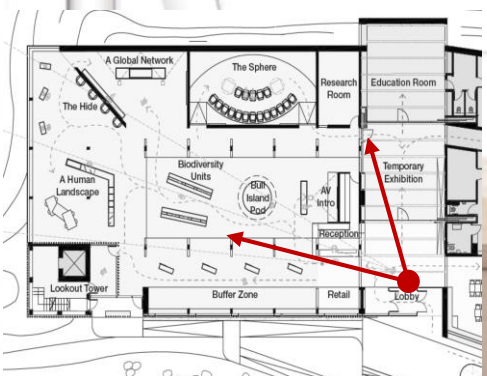 A Global Network
The Sphere
Research
Room
Education Room
The Hide
Biodiversity
Units
Temporary
Exhibition
A Human
Landscape
Bull
Island
Pod
AV
Intro
Reception
Lookout Tower
Buffer Zone
Retail
Lobby